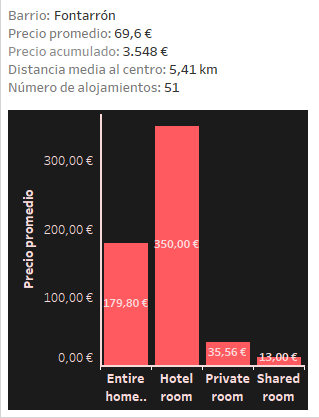 Barrio: Fontarrón
Precio promedio: 69,6 €
Precio acumulado: 3.548 €
Distancia media al centro: 5,41 km
Número de alojamientos: 51
Precio promedio
300,00 €
200,00 €
100,00 €
0,00 €
179,80 €
350,00 €
35,56 €
13,00 €
Entire home..
Hotel room
Private room
Shared room